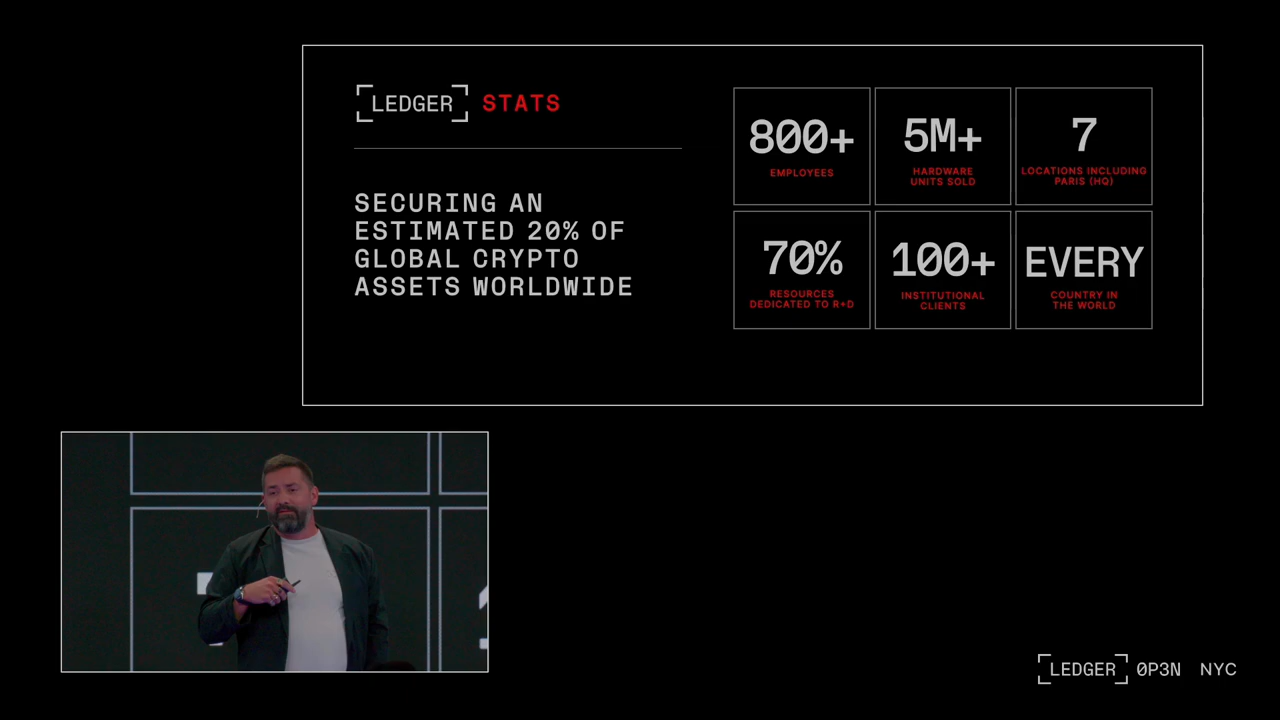 LEDGER STATS
SECURING AN
ESTIMATED 20% OF
GLOBAL CRYPTO
ASSETS WORLDWIDE
800+
EMPLOYEES
5M+
HARDWARE
UNITS SOLD
7
LOCATIONS INCLUDING
PARIS (HQ)
70%
RESOURCES
DEDICATED TO R+D
100+
INSTITUTIONAL
CLIENTS
EVERY
COUNTRY IN
THE WORLD
LEDGER 0P3N NYC